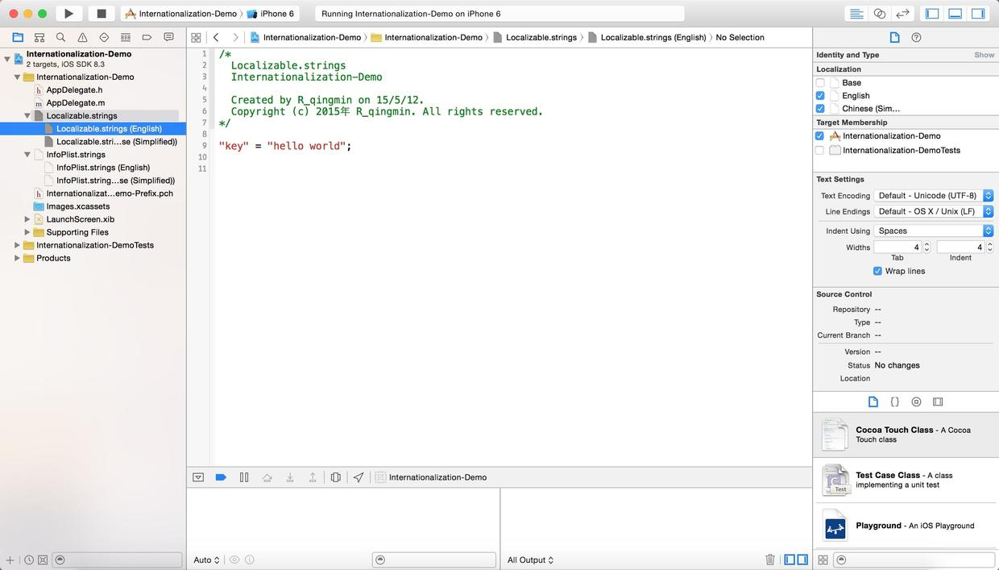 Internationalization-Demo 〉 iPhone 6
Running Internationalization-Demo on iPhone 6
Internationalization-Demo
2 targets, iOS SDK 8.3
Internationalization-Demo
AppDelegate.h
AppDelegate.m
Localizable.strings
Localizable.strings (English)
Localizable.stri...se (Simplified))
InfoPlist.strings
InfoPlist.strings (English)
InfoPlist.string...se (Simplified))
Internationalizat...emo-Prefix.pch
Images.xcassets
LaunchScreen.xib
Supporting Files
Internationalization-DemoTests
Products
Internationalization-Demo 〉 Internationalization-Demo 〉 Localizable.strings 〉 Localizable.strings (English) 〉 No Selection
1 /*
2 Localizable.strings
3 Internationalization-Demo
4
5 Created by R_qingmin on 15/5/12.
6 Copyright (c) 2015年 R_qingmin. All rights reserved.
7 */
8
9 "key" = "hello world";
10
11
Internationalization-Demo
Auto
All Output
Identity and Type Show
Localization
Base
English
Chinese (Sim...
Target Membership
Internationalization-Demo
Internationalization-DemoTests
Text Settings
Text Encoding Default - Unicode (UTF-8)
Line Endings Default - OS X / Unix (LF)
Indent Using Spaces
Widths 4 4
Tab Indent
Wrap lines
Source Control
Repository --
Type --
Current Branch --
Version --
Status No changes
Location
Cocoa Touch Class - A Cocoa
Touch class
Test
Test Case Class - A class
implementing a unit test
Playground - An iOS Playground